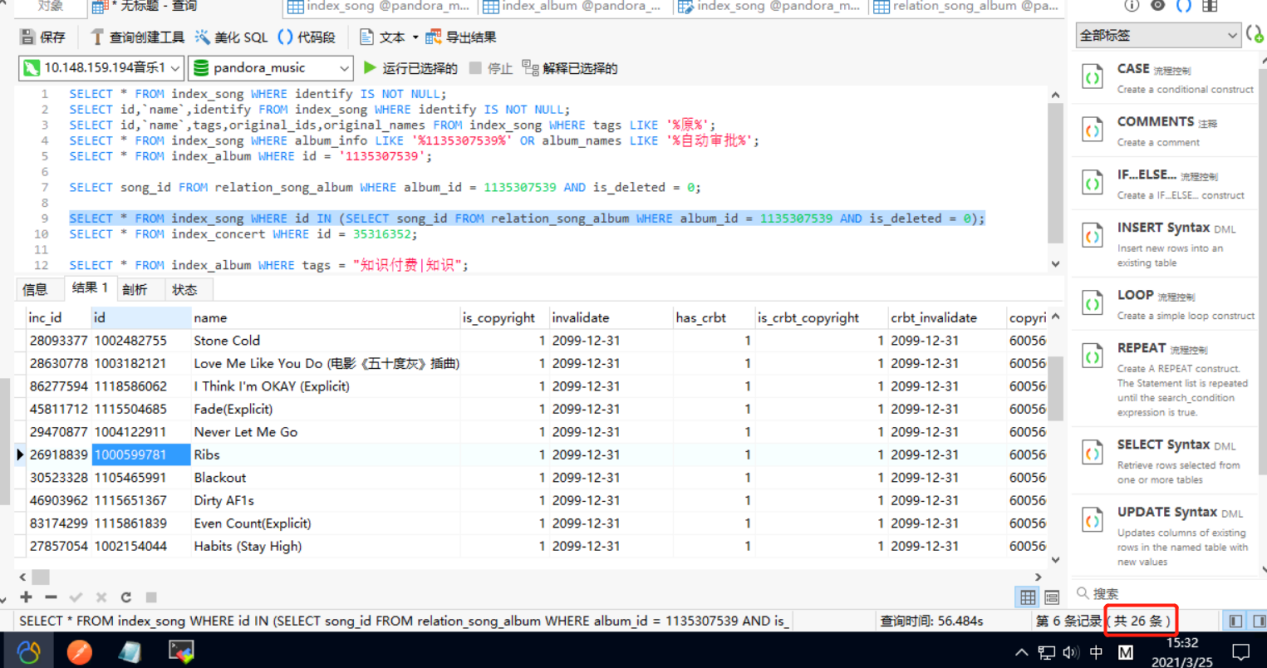 对象
* 无标题 - 查询
index_song @pandora_m...
index_album @pandora_...
index_song @pandora_m...
relation_song_album @pa...
保存
查询创建工具
美化 SQL
代码段
文本
导出结果
10.148.159.194音乐1
pandora_music
运行已选择的
停止
解释已选择的
1 SELECT * FROM index_song WHERE identify IS NOT NULL;
2 SELECT id,`name`,identify FROM index_song WHERE identify IS NOT NULL;
3 SELECT id,`name`,tags,original_ids,original_names FROM index_song WHERE tags LIKE '%原%';
4 SELECT * FROM index_song WHERE album_info LIKE '%1135307539%' OR album_names LIKE '%自动审批%';
5 SELECT * FROM index_album WHERE id = '1135307539';
6
7 SELECT song_id FROM relation_song_album WHERE album_id = 1135307539 AND is_deleted = 0;
8
9 SELECT * FROM index_song WHERE id IN (SELECT song_id FROM relation_song_album WHERE album_id = 1135307539 AND is_deleted = 0);
10 SELECT * FROM index_concert WHERE id = 35316352;
11
12 SELECT * FROM index_album WHERE tags = "知识付费|知识";
信息 结果 1 剖析 状态
inc_id id name is_copyright invalidate has_crbt is_crbt_copyright crbt_invalidate copyri
28093377 1002482755 Stone Cold 1 2099-12-31 1 1 2099-12-31 60056
28630778 1003182121 Love Me Like You Do (电影《五十度灰》插曲) 1 2099-12-31 1 1 2099-12-31 60056
86277594 1118586062 I Think I'm OKAY (Explicit) 1 2099-12-31 1 1 2099-12-31 60056
45811712 1115504685 Fade(Explicit) 1 2099-12-31 1 1 2099-12-31 60056
29470877 1004122911 Never Let Me Go 1 2099-12-31 1 1 2099-12-31 60056
26918839 1000599781 Ribs 1 2099-12-31 1 1 2099-12-31 60056
30523328 1105465991 Blackout 1 2099-12-31 1 1 2099-12-31 60056
46903962 1115651367 Dirty AF1s 1 2099-12-31 1 1 2099-12-31 60056
83174299 1115861839 Even Count(Explicit) 1 2099-12-31 1 1 2099-12-31 60056
27857054 1002154044 Habits (Stay High) 1 2099-12-31 1 1 2099-12-31 60056
SELECT * FROM index_song WHERE id IN (SELECT song_id FROM relation_song_album WHERE album_id = 1135307539 AND is_
查询时间: 56.484s
第 6 条记录 (共 26 条)
全部标签
CASE 流程控制
Create a conditional construct
COMMENTS 注释
Create a comment
IF...ELSE... 流程控制
Create a IF...ELSE... construct
INSERT Syntax DML
Insert new rows into an
existing table
LOOP 流程控制
Create a simple loop construct
REPEAT 流程控制
Create A REPEAT construct.
The Statement list is repeated
until the search_condition
expression is true.
SELECT Syntax DML
Retrieve rows selected from
one or more tables
UPDATE Syntax DML
Updates columns of existing
rows in the named table with
new values
搜索
中
M
15:32
2021/3/25